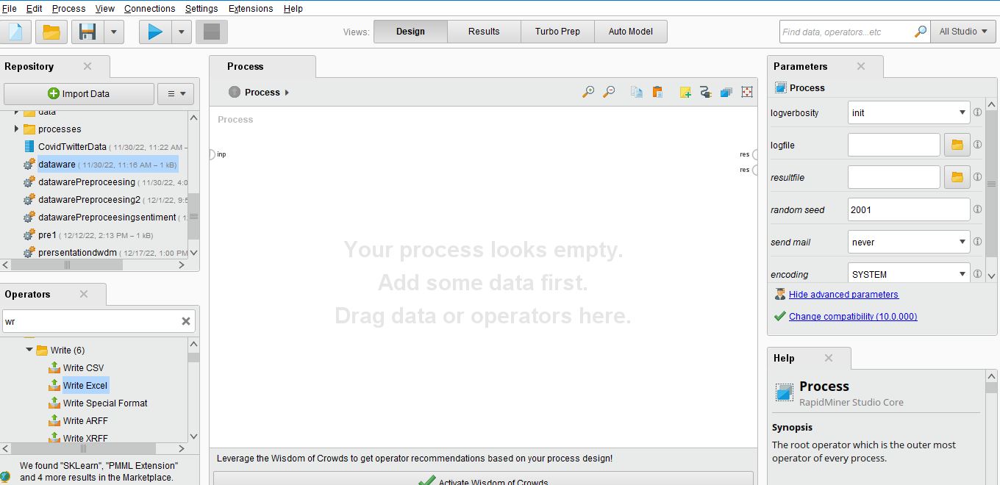 File Edit Process View Connections Settings Extensions Help
Views: Design Results Turbo Prep Auto Model Find data, operators...etc All Studio
Repository
Import Data
data
processes
CovidTwitterData ( 11/30/22, 11:22 AM –
dataware ( 11/30/22, 11:16 AM – 1 kB)
datawarePreproceesing ( 11/30/22, 4:0
datawarePreproceesing2 ( 12/1/22, 9:5
datawarePreproceesingsentiment ( 1
pre1 ( 12/12/22, 2:13 PM – 1 kB)
prersentationdwdm ( 12/17/22, 1:00 PM
Operators
wr
Write (6)
Write CSV
Write Excel
Write Special Format
Write ARFF
Write XRFF
We found "SKLearn", "PMML Extension"
and 4 more results in the Marketplace.
Process
Process
Process
inp
res
res
Your process looks empty.
Add some data first.
Drag data or operators here.
Leverage the Wisdom of Crowds to get operator recommendations based on your process design!
Activate Wisdom of Crowds
Parameters
Process
logverbosity init
logfile
resultfile
random seed 2001
send mail never
encoding SYSTEM
Hide advanced parameters
Change compatibility (10.0.000)
Help
Process
RapidMiner Studio Core
Synopsis
The root operator which is the outer most
operator of every process.